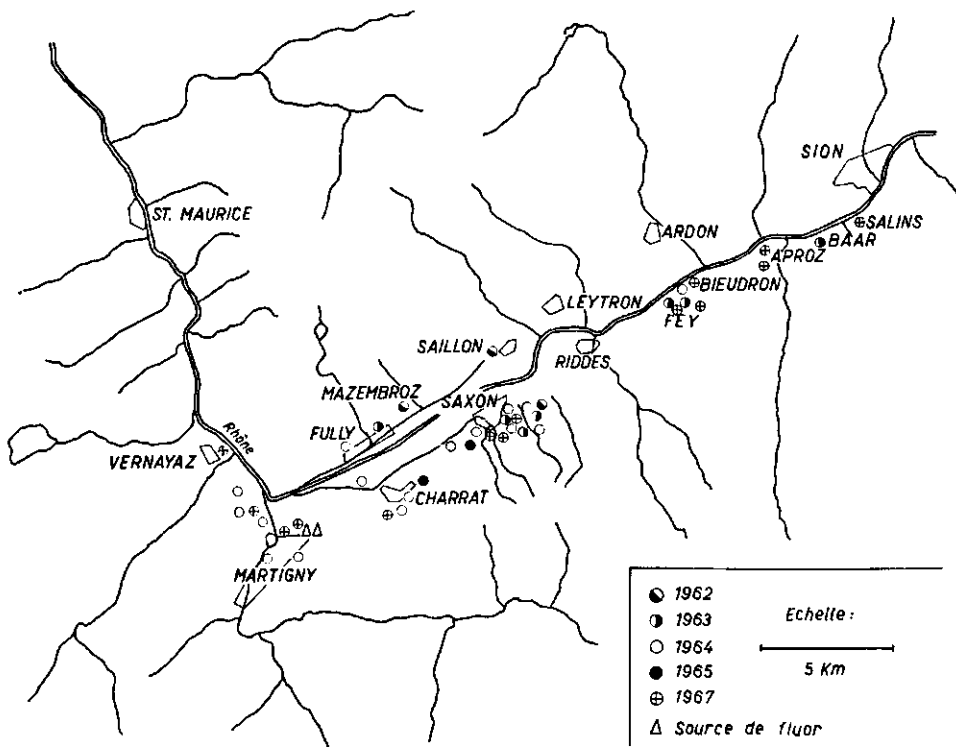 SION
ST. MAURICE
SALINS
ARDON
BAAR
APROZ
BIEUDRON
LEYTRON
FEY
SAILLON
RIDDES
MAZEMBROZ
SAXON
FULLY
Rhône
VERNAYAZ
CHARRAT
MARTIGNY
1962
1963
1964
1965
1967
Source de fluor
Echelle :
5 Km